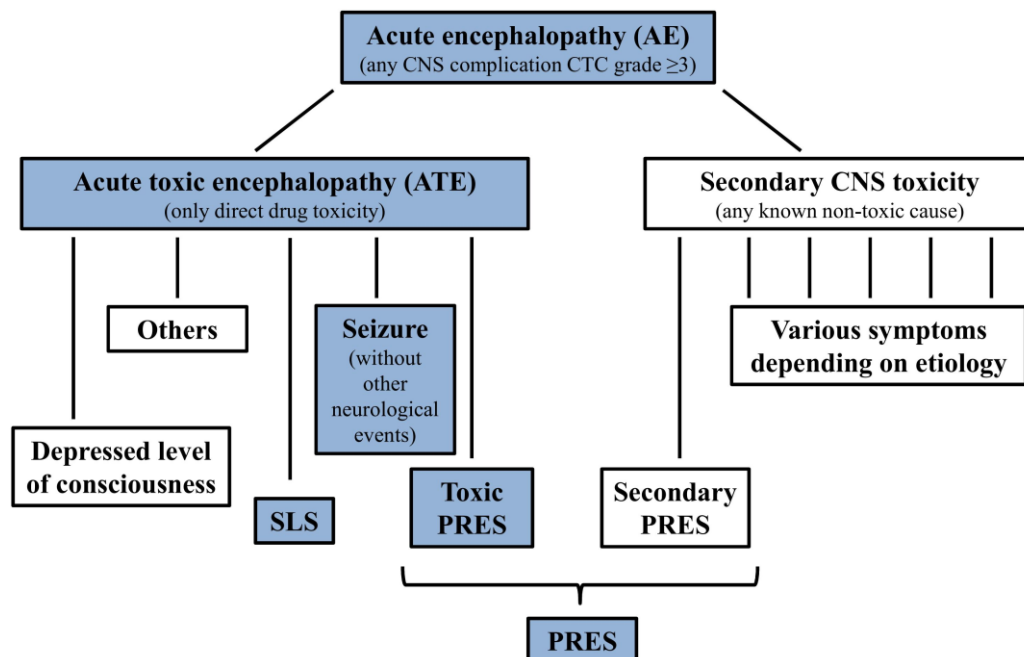 Acute encephalopathy (AE)
(any CNS complication CTC grade ≥3)
Acute toxic encephalopathy (ATE)
(only direct drug toxicity)
Secondary CNS toxicity
(any known non-toxic cause)
Others
Seizure
(without
other
neurological
events)
Various symptoms
depending on etiology
Depressed level
of consciousness
SLS
Toxic
PRES
Secondary
PRES
PRES